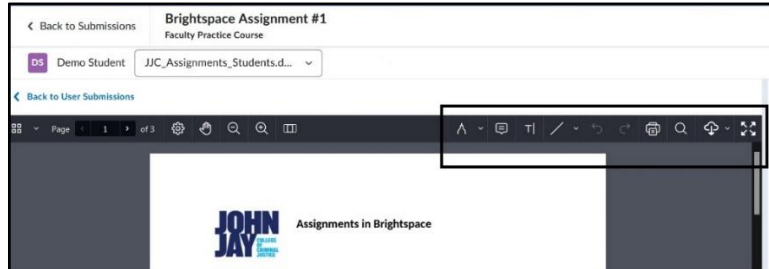 Back to Submissions
Brightspace Assignment #1
Faculty Practice Course
DS Demo Student JJC_Assignments_Students.d...
Back to User Submissions
Page 1 of 3 T
JOHN
JAY
COLLEGE
OF
CRIMINAL
JUSTICE
Assignments in Brightspace